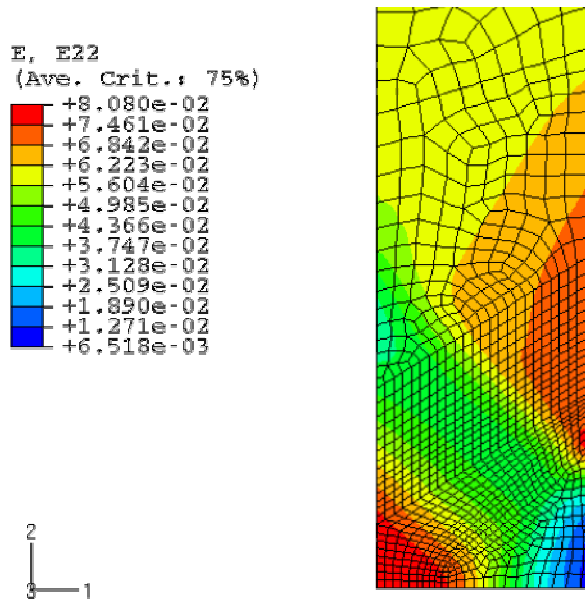 E, E22
(Ave. Crit.: 75%)
+8.080e-02
+7.461e-02
+6.842e-02
+6.223e-02
+5.604e-02
+4.985e-02
+4.366e-02
+3.747e-02
+3.128e-02
+2.509e-02
+1.890e-02
+1.271e-02
+6.518e-03
2
3 1